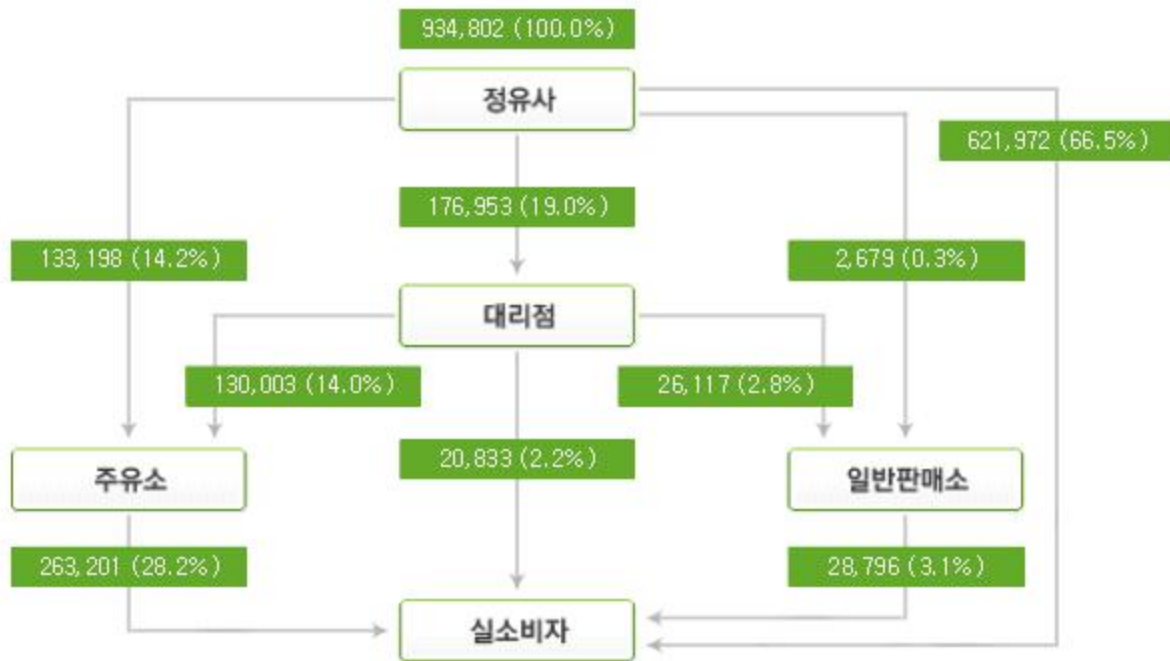 934,802 (100.0%)
정유사
621,972 (66.5%)
176,953 (19.0%)
133,198 (14.2%)
2,679 (0.3%)
대리점
130,003 (14.0%)
26,117 (2.8%)
20,833 (2.2%)
주유소
일반판매소
263,201 (28.2%)
28,796 (3.1%)
실소비자